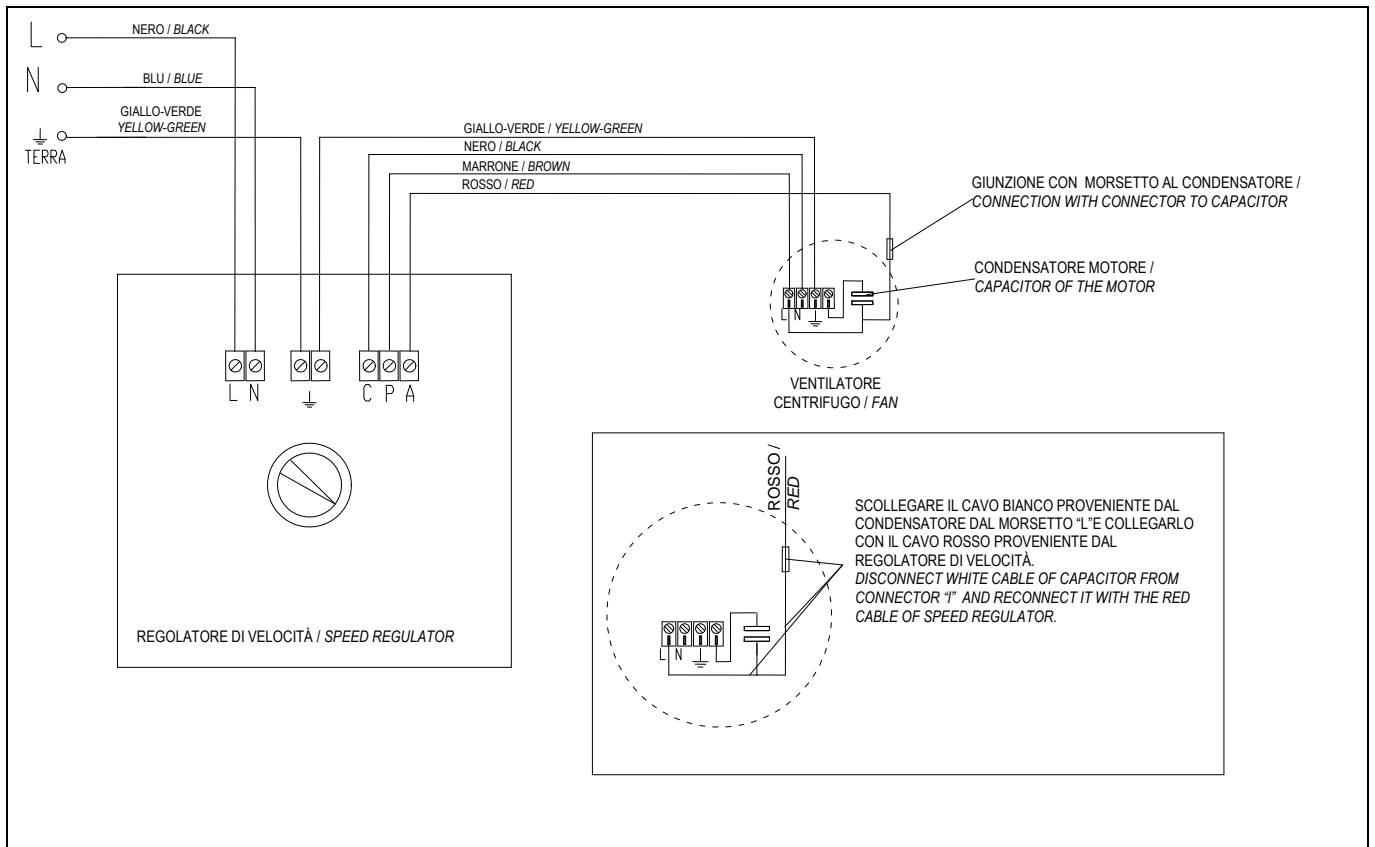 L
NERO / BLACK
N
BLU / BLUE
GIALLO-VERDE
YELLOW-GREEN
TERRA
GIALLO-VERDE / YELLOW-GREEN
NERO / BLACK
MARRONE / BROWN
ROSSO / RED
GIUNZIONE CON MORSETTO AL CONDENSATORE /
CONNECTION WITH CONNECTOR TO CAPACITOR
CONDENSATORE MOTORE /
CAPACITOR OF THE MOTOR
L N
VENTILATORE
CENTRIFUGO / FAN
L N
C P A
REGOLATORE DI VELOCITÀ / SPEED REGULATOR
ROSSO /
RED
SCOLLEGARE IL CAVO BIANCO PROVENIENTE DAL
CONDENSATORE DAL MORSETTO “L”E COLLEGARLO
CON IL CAVO ROSSO PROVENIENTE DAL
REGOLATORE DI VELOCITÀ.
DISCONNECT WHITE CABLE OF CAPACITOR FROM
CONNECTOR “I” AND RECONNECT IT WITH THE RED
CABLE OF SPEED REGULATOR.
L N